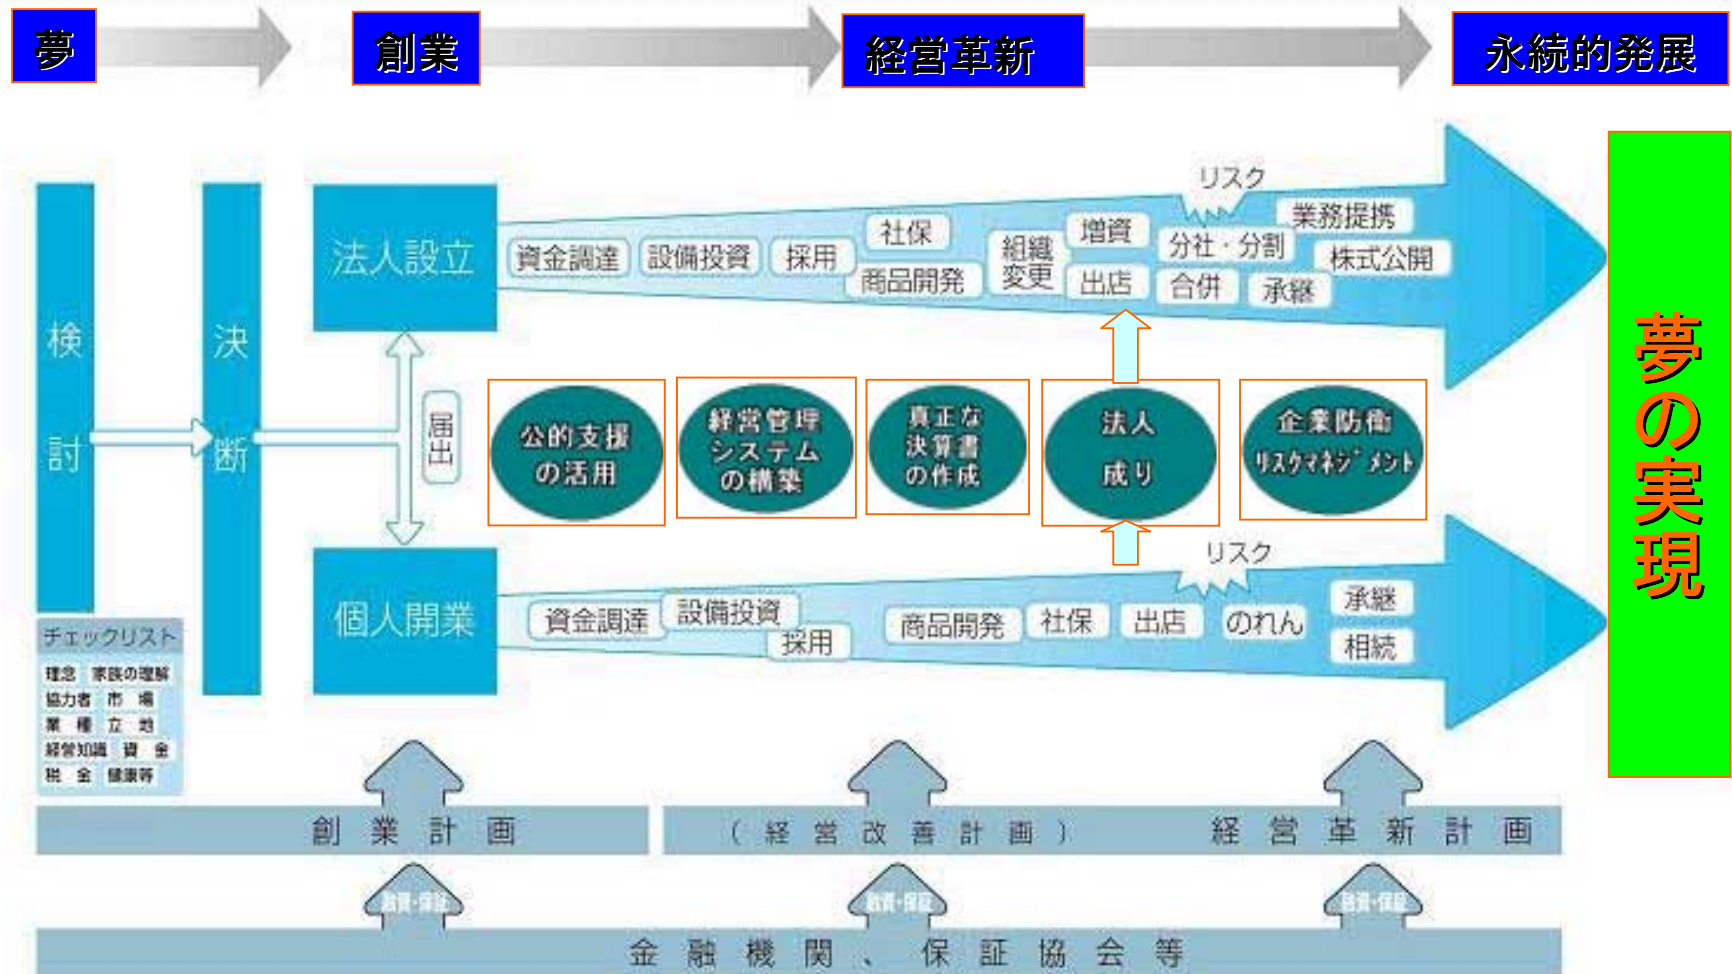 夢
創業
経営革新
永続的発展
検討
決断
法人設立
資金調達
設備投資
採用
社保
商品開発
組織
変更
増資
出店
リスク
分社・分割
合併
業務提携
株式公開
承継
届出
公的支援
の活用
経営管理
システム
の構築
真正な
決算書
の作成
法人
成り
企業防衛
リスクマネジメント
夢の実現
個人開業
資金調達
設備投資
採用
商品開発
社保
出店
リスク
のれん
承継
相続
チェックリスト
理念 家族の理解
協力者 市 場
業 種 立 地
経営知識 資 金
税 金 健康等
創業計画
(経営改善計画)
経営革新計画
融資・保証
融資・保証
融資・保証
金融機関、保証協会等